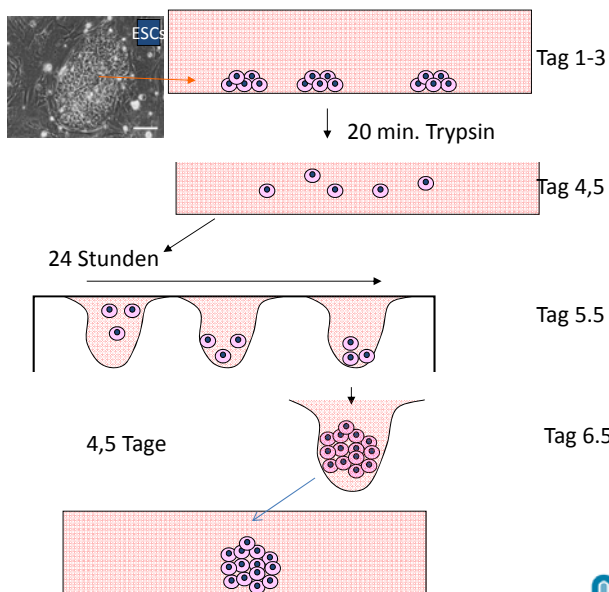 ESCs
Tag 1-3
20 min. Trypsin
Tag 4,5
24 Stunden
Tag 5.5
4,5 Tage
Tag 6.5